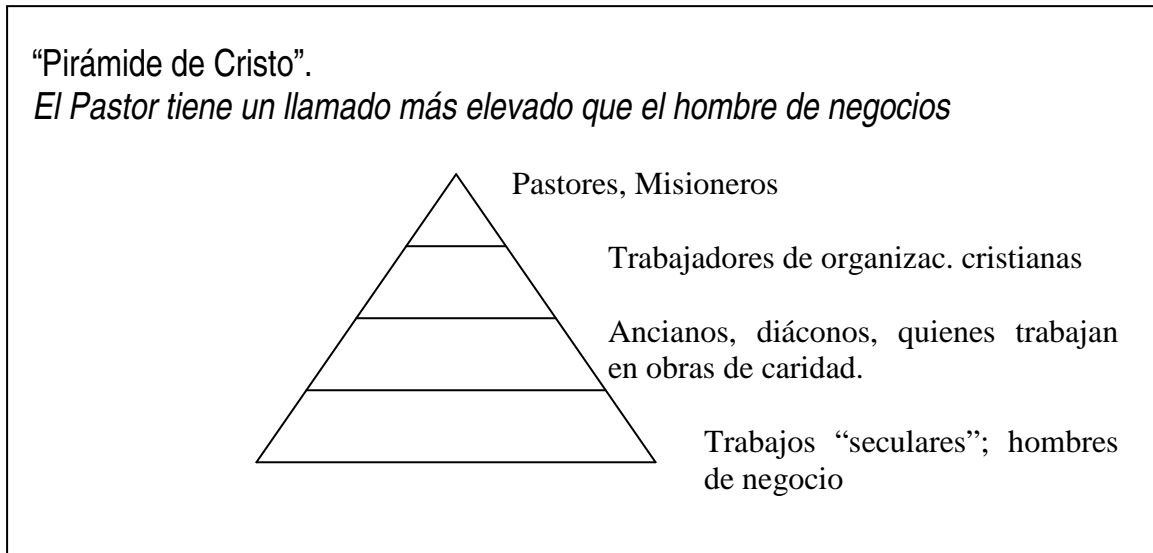 “Pirámide de Cristo”.
El Pastor tiene un llamado más elevado que el hombre de negocios
Pastores, Misioneros
Trabajadores de organizac. cristianas
Ancianos, diáconos, quienes trabajan
en obras de caridad.
Trabajos “seculares”; hombres
de negocio